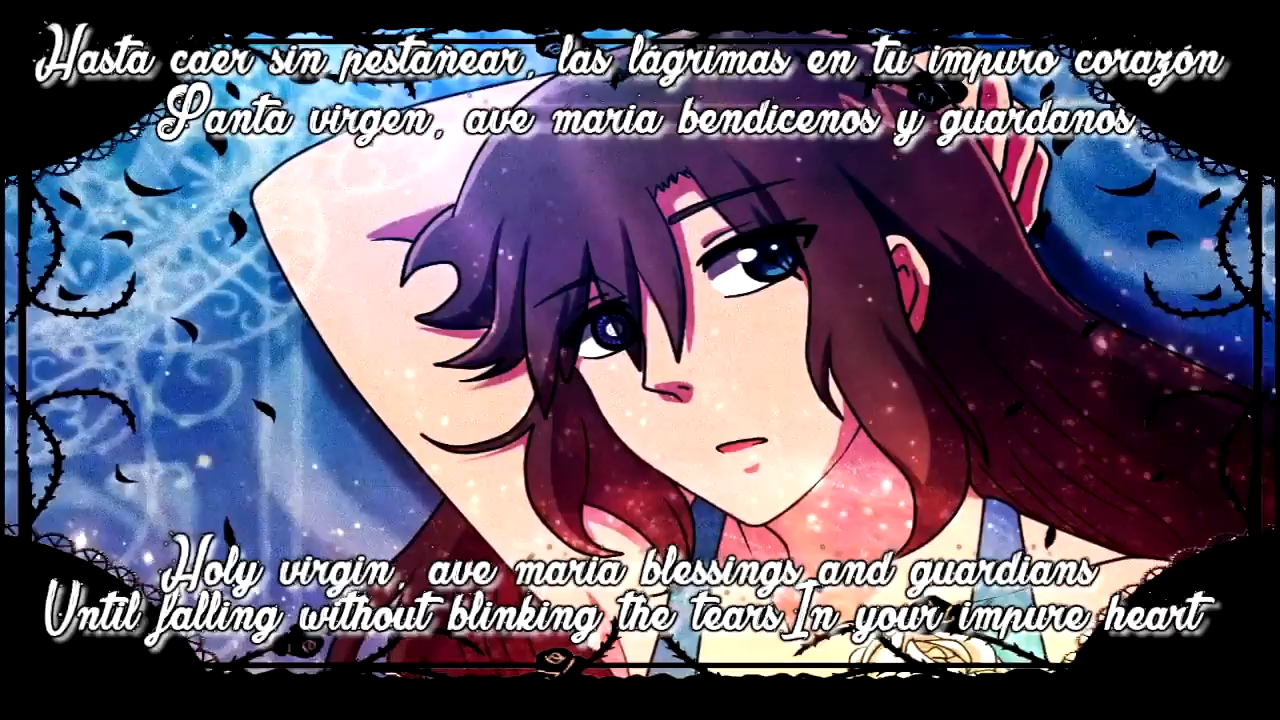 Hasta caer sin pestañear, las lágrimas en tu impuro corazón
Santa virgen, ave maria bendicenos y guardanos
Holy virgin, ave maria blessings and guardians
Until falling without blinking the tears In your impure heart